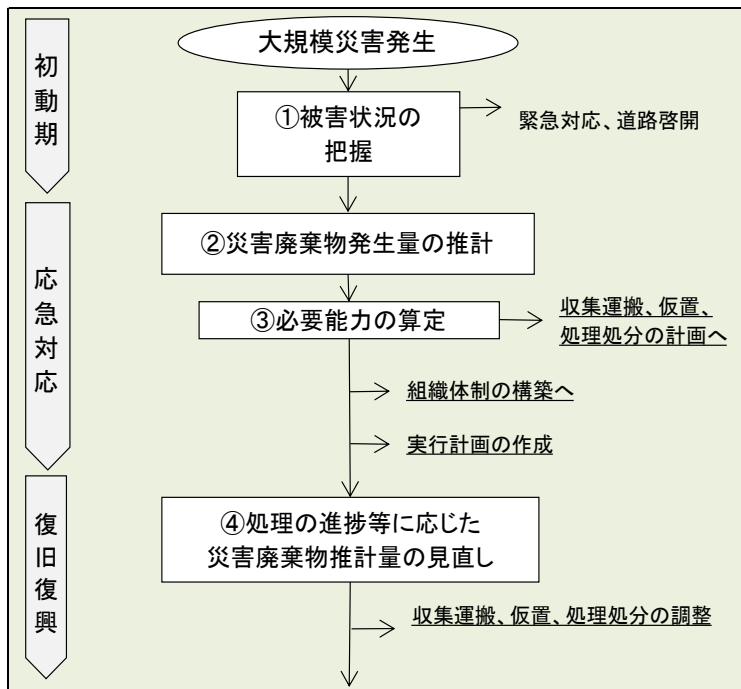 大規模災害発生
初動期
①被害状況の
把握
緊急対応、道路啓開
②災害廃棄物発生量の推計
応急対応
③必要能力の算定
収集運搬、仮置、
処理処分の計画へ
組織体制の構築へ
実行計画の作成
復旧復興
④処理の進捗等に応じた
災害廃棄物推計量の見直し
収集運搬、仮置、処理処分の調整